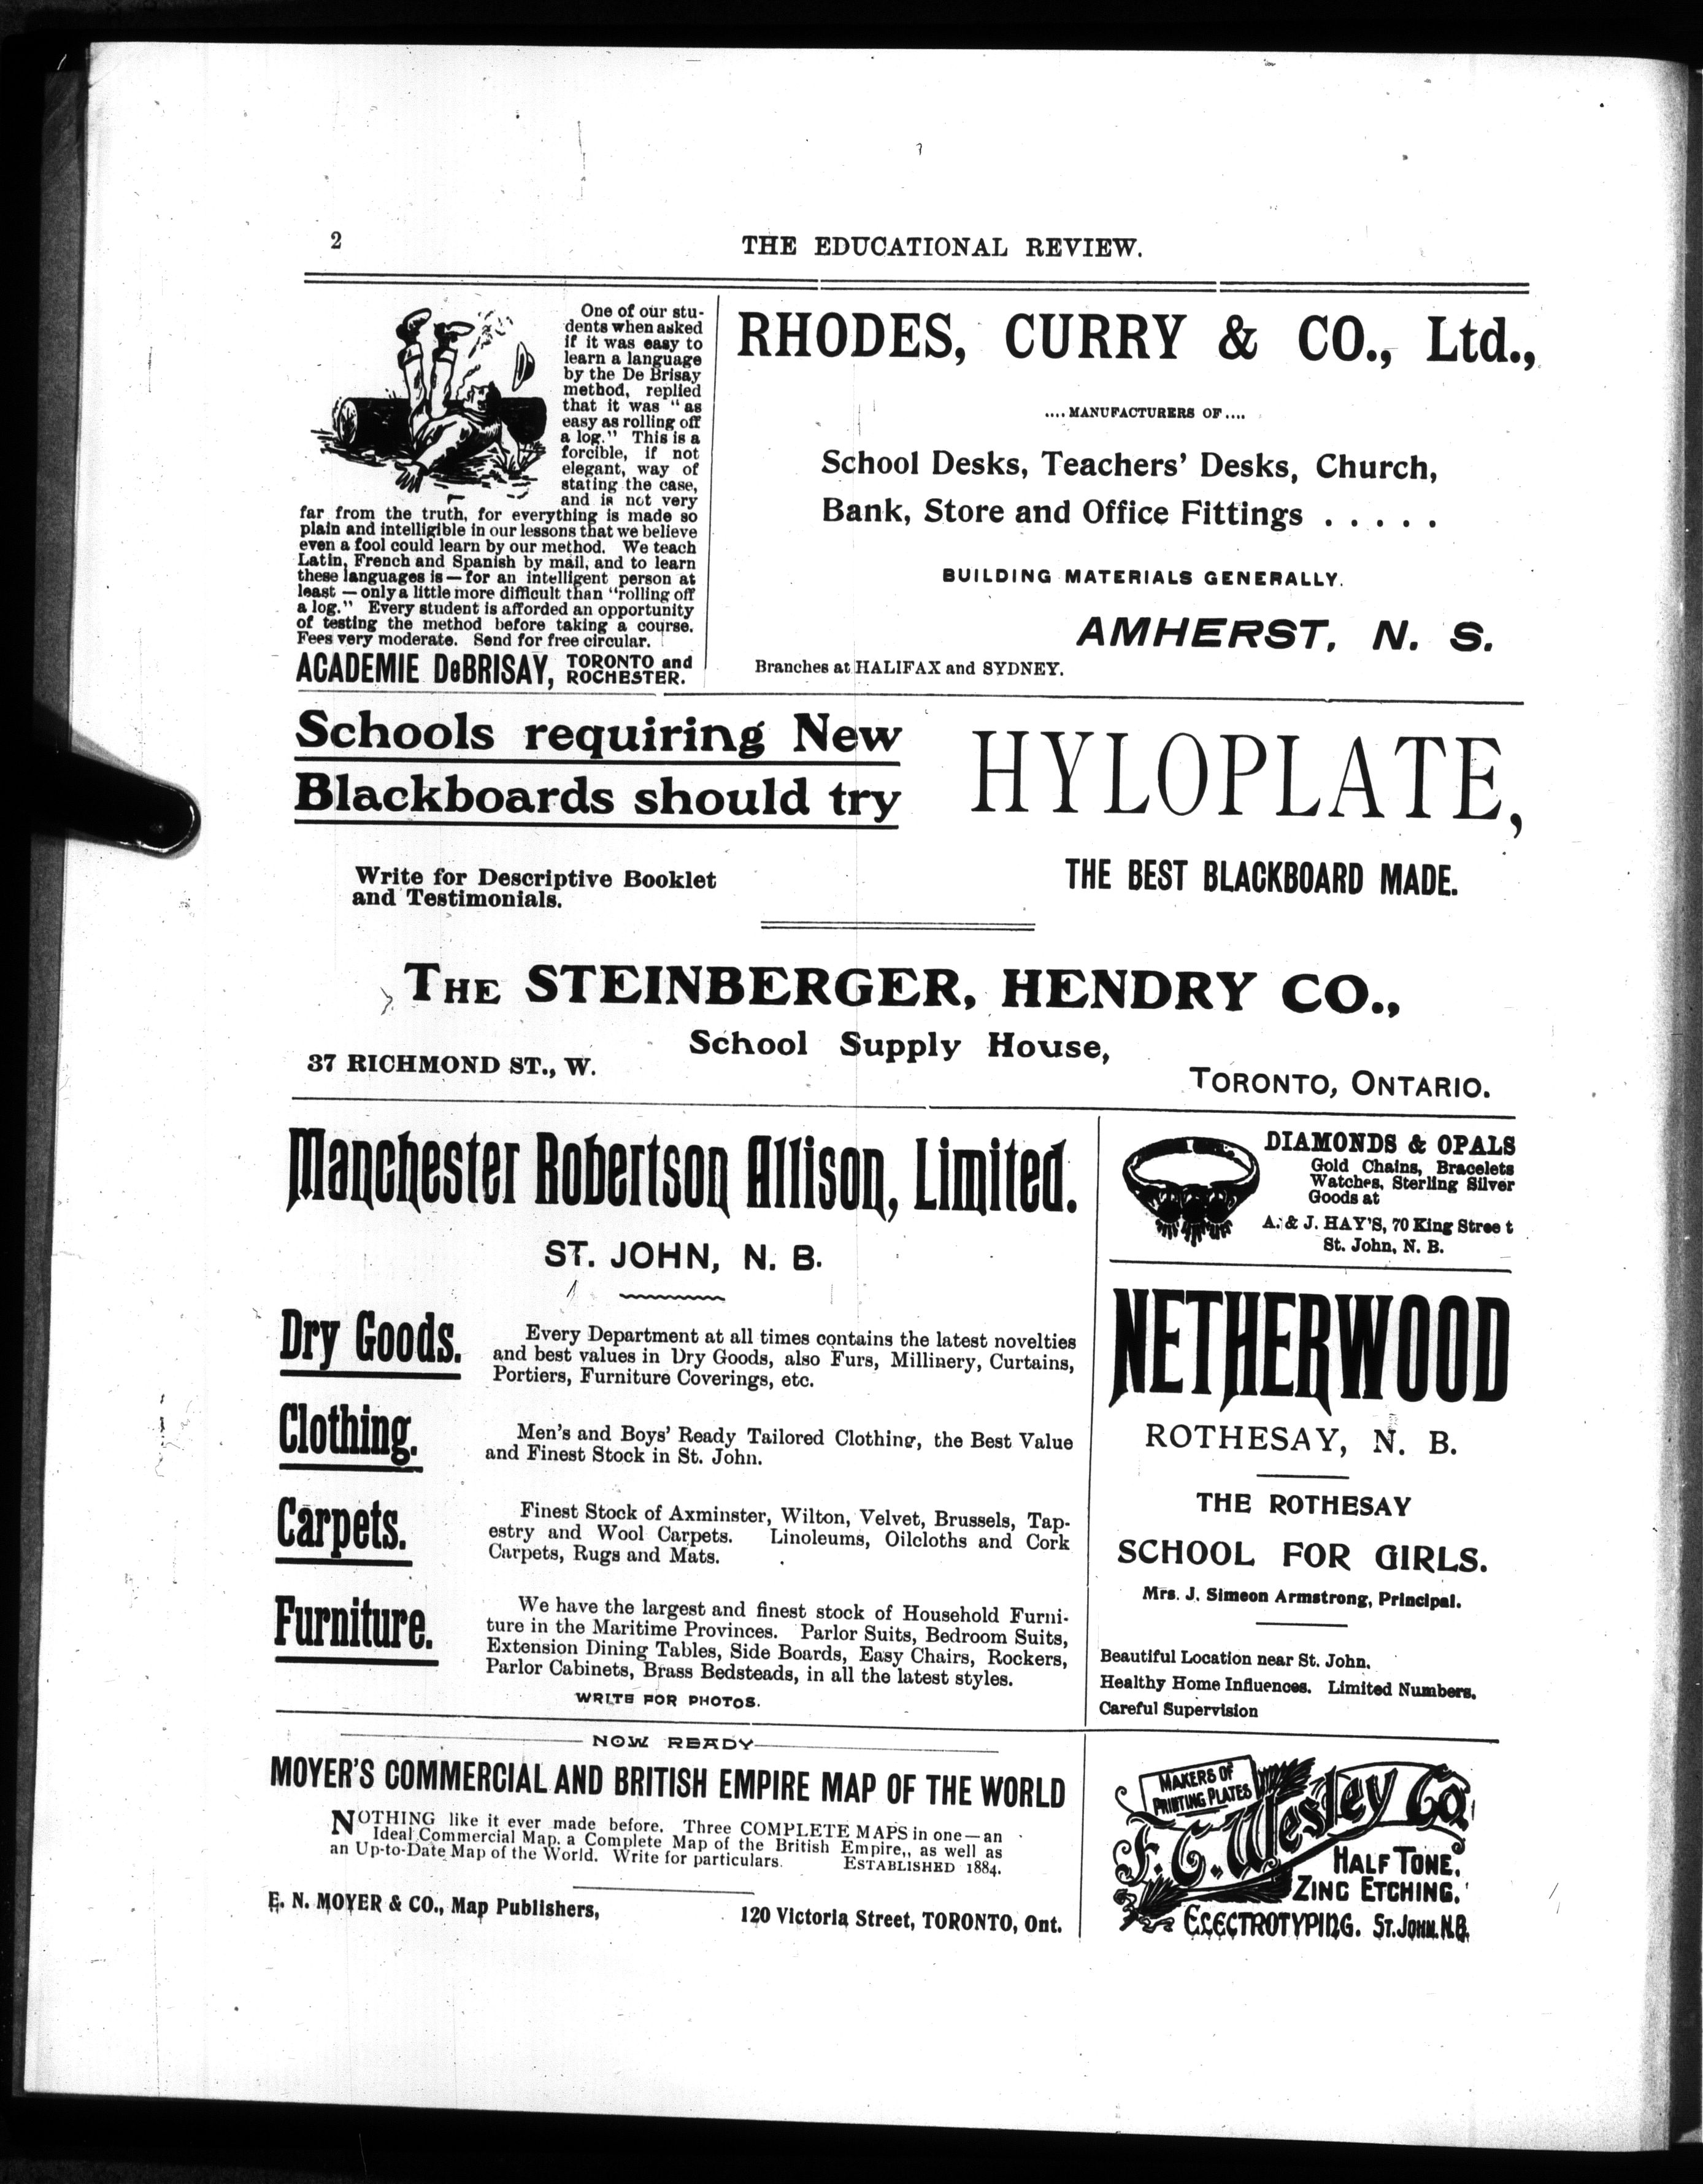 2
THE EDUCATIONAL REVIEW.
One of our stu-
dents when asked
if it was easy to
learn a language
by the De Brisay
method, replied
that it was "as
easy as rolling off
a log." This is a
forcible, if not
elegant, way of
stating the case,
and is not very
far from the truth, for everything is made so
plain and intelligible in our lessons that we believe
even a fool could learn by our method. We teach
Latin, French and Spanish by mail, and to learn
these languages is — for an intelligent person at
least — only a little more difficult than "rolling off
a log." Every student is afforded an opportunity
of testing the method before taking a course.
Fees very moderate. Send for free circular.
ACADEMIE DeBRISAY, TORONTO and
ROCHESTER.
RHODES, CURRY & CO., Ltd.,
.... MANUFACTURERS OF ....
School Desks, Teachers' Desks, Church,
Bank, Store and Office Fittings . . . . .
BUILDING MATERIALS GENERALLY.
AMHERST, N. S.
Branches at HALIFAX and SYDNEY.
Schools requiring New
Blackboards should try
HYLOPLATE,
Write for Descriptive Booklet
and Testimonials.
THE BEST BLACKBOARD MADE.
THE STEINBERGER, HENDRY CO.,
School Supply House,
37 RICHMOND ST., W.
TORONTO, ONTARIO.
Manchester Robertson Allison, Limited.
ST. JOHN, N. B.
Dry Goods.
Every Department at all times contains the latest novelties
and best values in Dry Goods, also Furs, Millinery, Curtains,
Portiers, Furniture Coverings, etc.
Clothing.
Men's and Boys' Ready Tailored Clothing, the Best Value
and Finest Stock in St. John.
Carpets.
Finest Stock of Axminster, Wilton, Velvet, Brussels, Tap-
estry and Wool Carpets. Linoleums, Oilcloths and Cork
Carpets, Rugs and Mats.
Furniture.
We have the largest and finest stock of Household Furni-
ture in the Maritime Provinces. Parlor Suits, Bedroom Suits,
Extension Dining Tables, Side Boards, Easy Chairs, Rockers,
Parlor Cabinets, Brass Bedsteads, in all the latest styles.
WRITE FOR PHOTOS.
DIAMONDS & OPALS
Gold Chains, Bracelets
Watches, Sterling Silver
Goods at
A. & J. HAY'S, 70 King Stree t
St. John, N. B.
NETHERWOOD
ROTHESAY, N. B.
THE ROTHESAY
SCHOOL FOR GIRLS.
Mrs. J. Simeon Armstrong, Principal.
Beautiful Location near St. John.
Healthy Home Influences. Limited Numbers.
Careful Supervision
NOW READY
MOYER'S COMMERCIAL AND BRITISH EMPIRE MAP OF THE WORLD
NOTHING like it ever made before. Three COMPLETE MAPS in one — an
Ideal Commercial Map, a Complete Map of the British Empire,, as well as
an Up-to-Date Map of the World. Write for particulars. ESTABLISHED 1884.
E. N. MOYER & CO., Map Publishers,
120 Victoria Street, TORONTO, Ont.
MAKERS OF
PRINTING PLATES
F. C. Wesley Co.
HALF TONE,
ZINC ETCHING.
ELECTROTYPING. ST. JOHN. N.B.